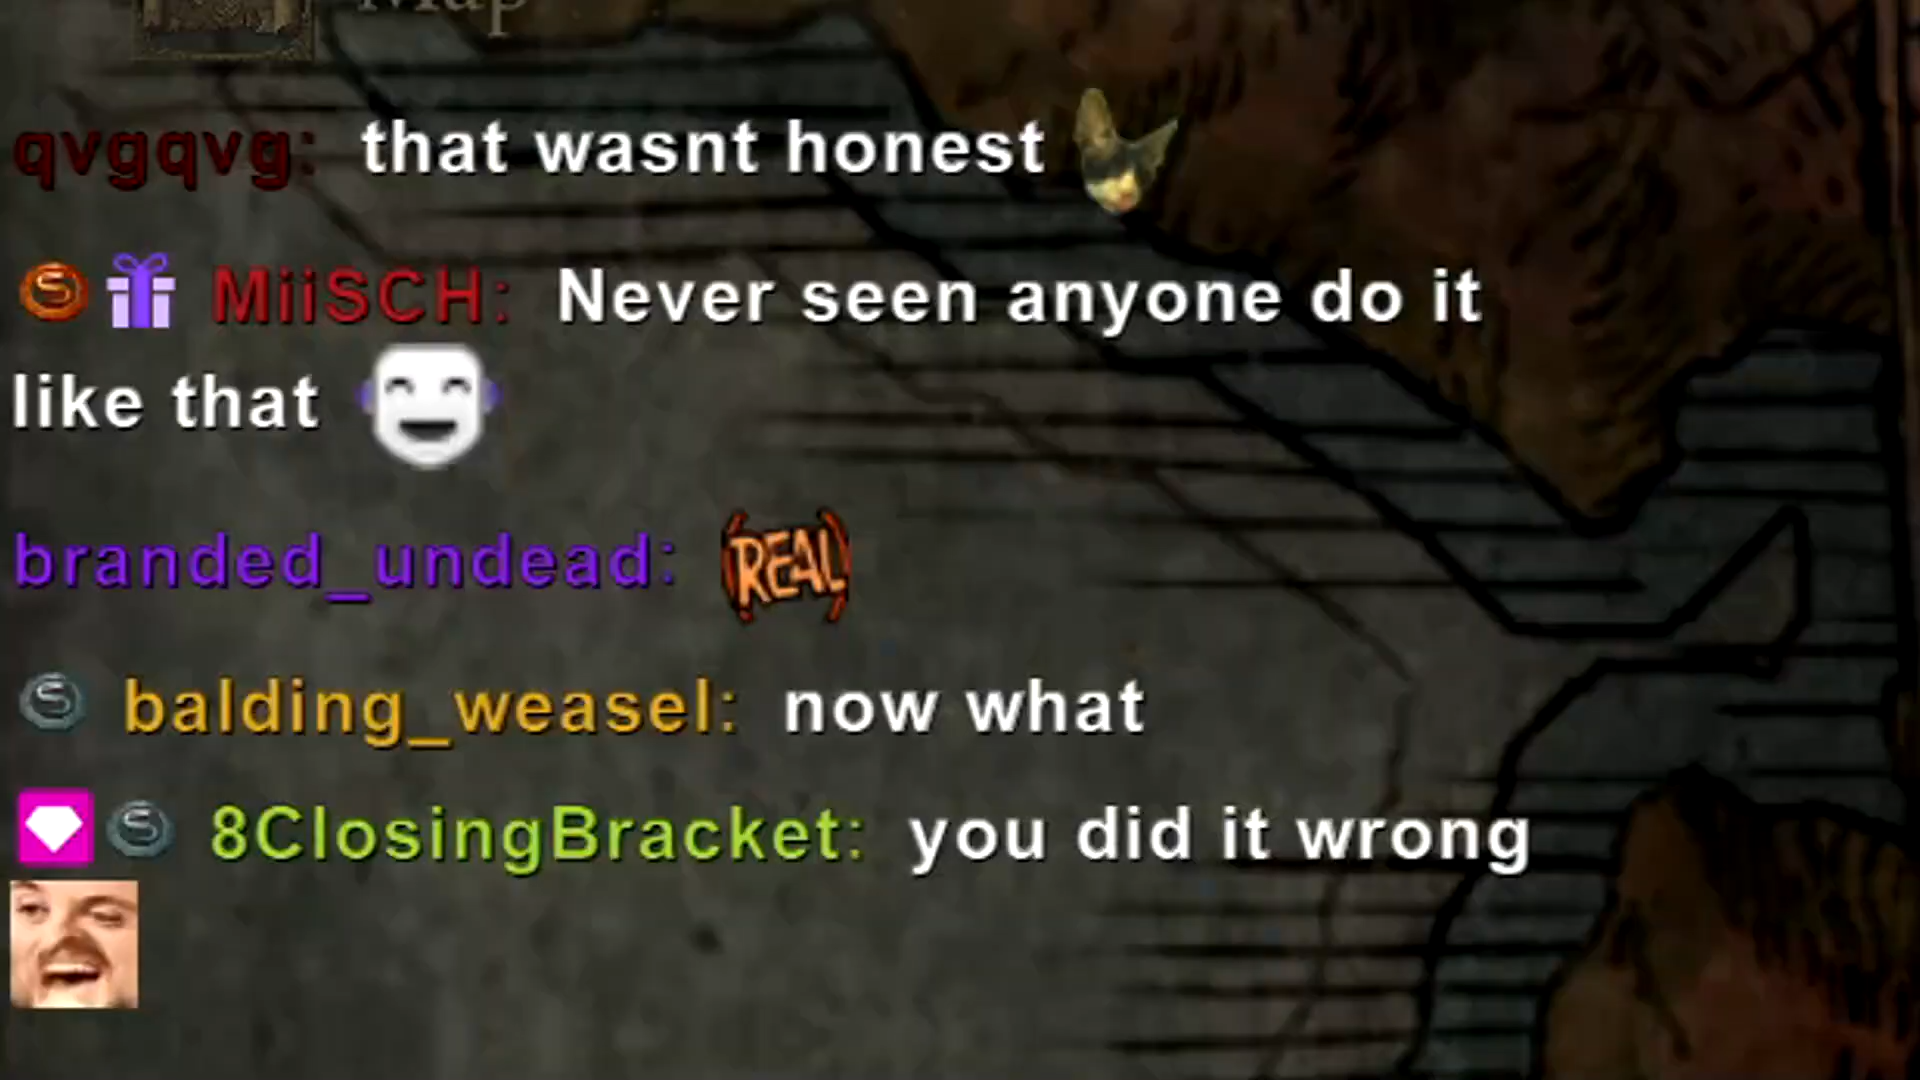 Map
qvgqvg: that wasnt honest
MiiSCH: Never seen anyone do it
like that
branded_undead: (REAL)
balding_weasel: now what
8ClosingBracket: you did it wrong